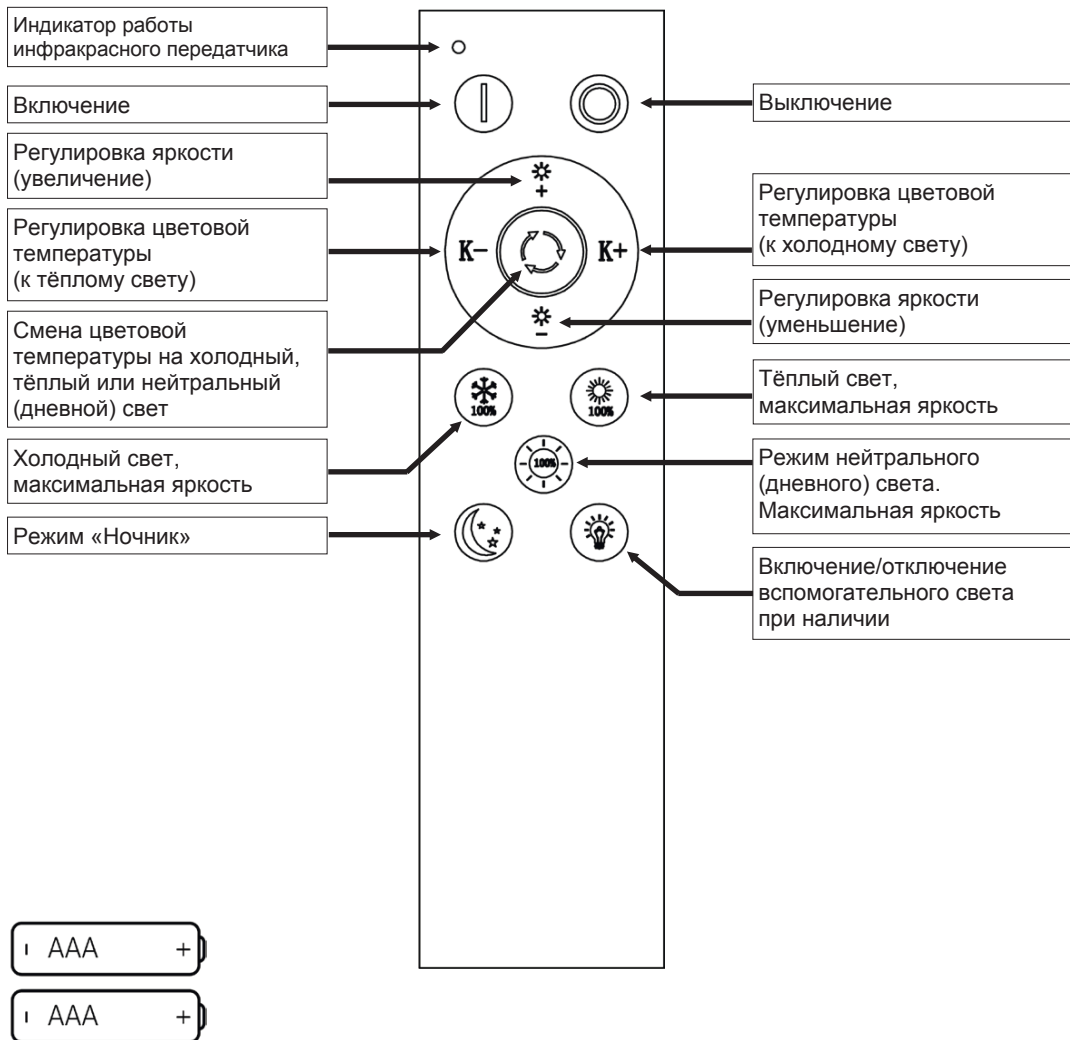 Индикатор работы
инфракрасного передатчика
Включение
Регулировка яркости
(увеличение)
Регулировка цветовой
температуры
(к тёплому свету)
Смена цветовой
температуры на холодный,
тёплый или нейтральный
(дневной) свет
Холодный свет,
максимальная яркость
Режим «Ночник»
+
K−
K+
−
100%
100%
100%
Выключение
Регулировка цветовой
температуры
(к холодному свету)
Регулировка яркости
(уменьшение)
Тёплый свет,
максимальная яркость
Режим нейтрального
(дневного) света.
Максимальная яркость
Включение/отключение
вспомогательного света
при наличии
- AAA +
- AAA +